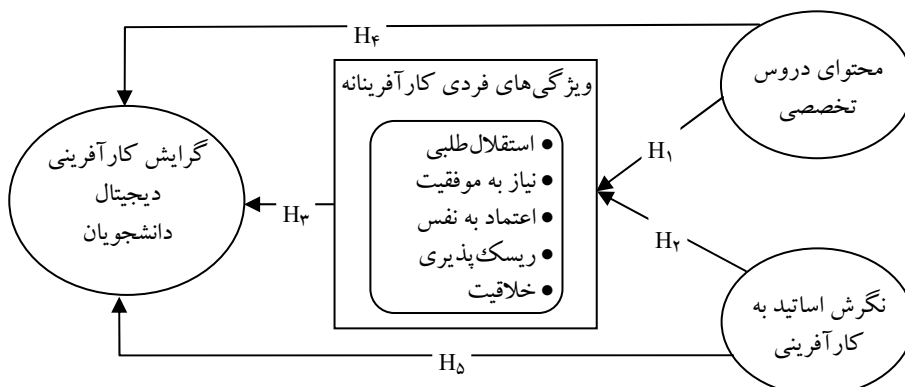 H۴
محتوای دروس
تخصصی
ویژگی‌های فردی کارآفرینانه
• استقلال‌طلبی
• نیاز به موفقیت
• اعتماد به نفس
• ریسک‌پذیری
• خلاقیت
H۱
گرایش کارآفرینی
دیجیتال
دانشجویان
H۳
H۲
نگرش اساتید به
کارآفرینی
H۵